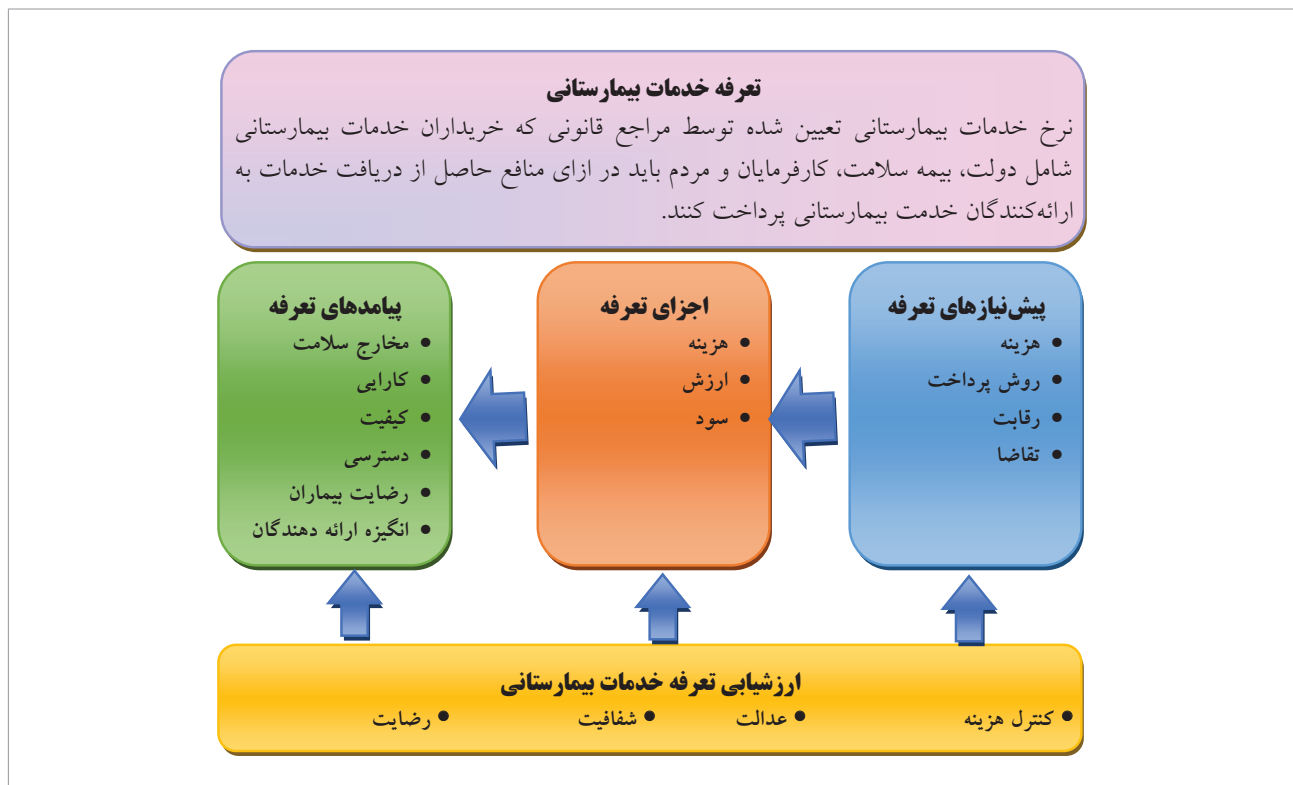 تعرفه خدمات بیمارستانی
نرخ خدمات بیمارستانی تعیین شده توسط مراجع قانونی که خریداران خدمات بیمارستانی
شامل دولت، بیمه سلامت، کارفرمایان و مردم باید در ازای منافع حاصل از دریافت خدمات به
ارائه‌کنندگان خدمت بیمارستانی پرداخت کنند.
پیش‌نیازهای تعرفه
• هزینه
• روش پرداخت
• رقابت
• تقاضا
اجزای تعرفه
• هزینه
• ارزش
• سود
پیامدهای تعرفه
• مخارج سلامت
• کارایی
• کیفیت
• دسترسی
• رضایت بیماران
• انگیزه ارائه دهندگان
ارزشیابی تعرفه خدمات بیمارستانی
• کنترل هزینه • عدالت • شفافیت • رضایت